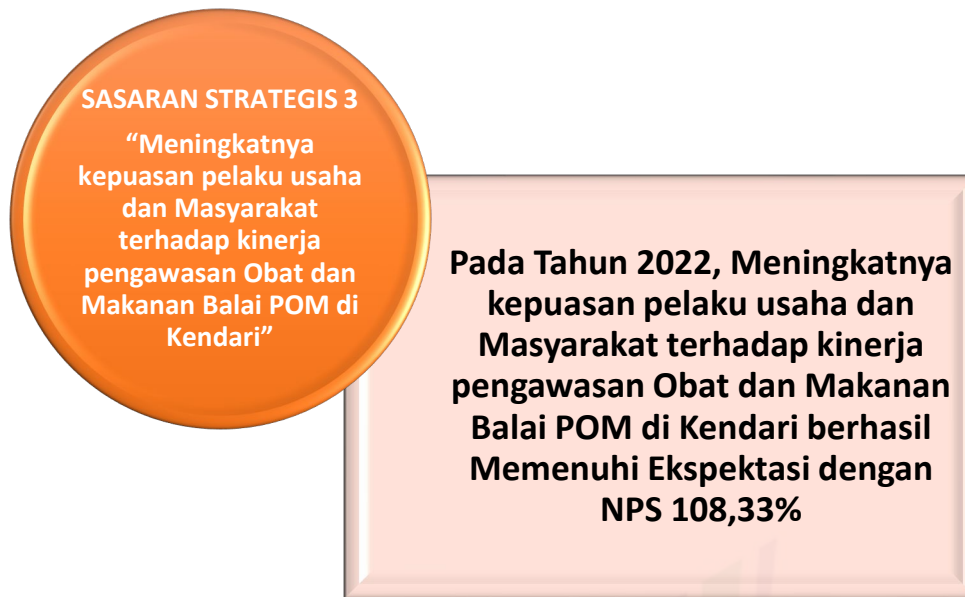 SASARAN STRATEGIS 3
“Meningkatnya
kepuasan pelaku usaha
dan Masyarakat
terhadap kinerja
pengawasan Obat dan
Makanan Balai POM di
Kendari”
Pada Tahun 2022, Meningkatnya
kepuasan pelaku usaha dan
Masyarakat terhadap kinerja
pengawasan Obat dan Makanan
Balai POM di Kendari berhasil
Memenuhi Ekspektasi dengan
NPS 108,33%